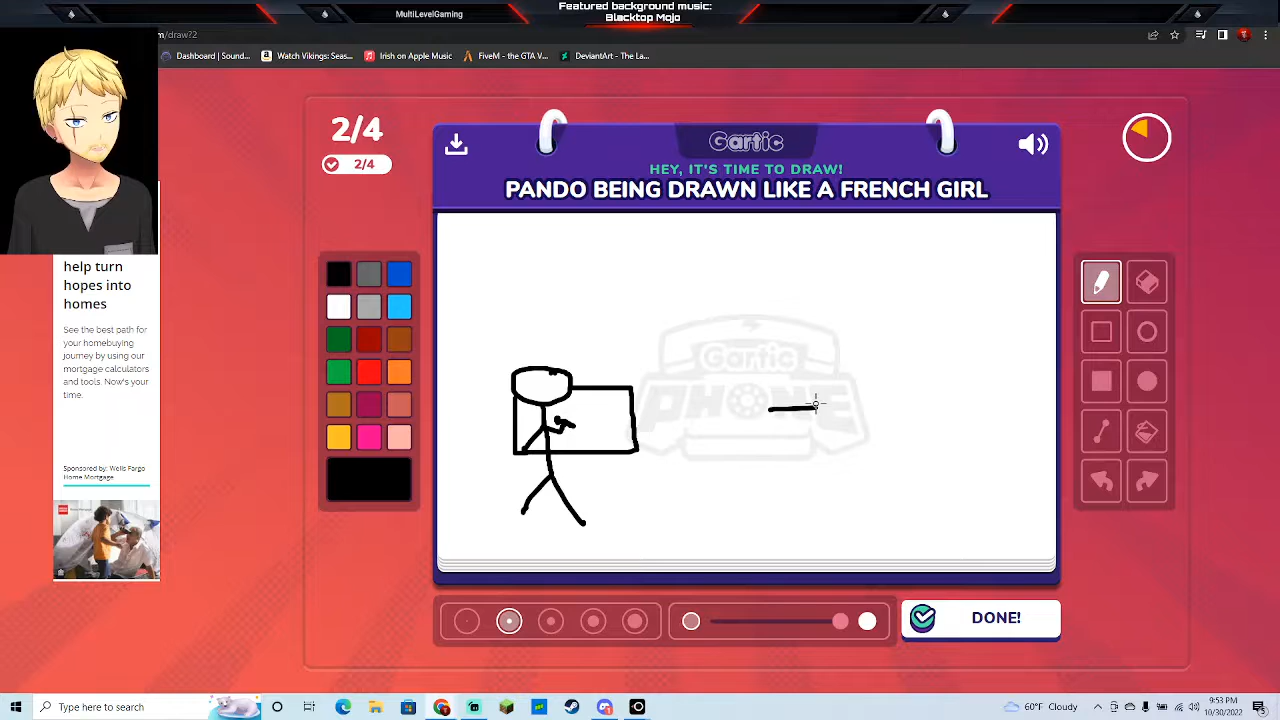 Featured background music:
MultiLevelGaming
Blacktop Mojo
m/draw?2
Dashboard | Sound...
Watch Vikings: Seas...
Irish on Apple Music
FiveM - the GTA V...
DeviantArt - The La...
2/4
2/4
Gartic
HEY, IT'S TIME TO DRAW!
PANDO BEING DRAWN LIKE A FRENCH GIRL
help turn
hopes into
homes
See the best path for
your homebuying
journey by using our
mortgage calculators
and tools. Now's your
time.
Sponsored by: Wells Fargo
Home Mortgage
Gartic
PHONE
DONE!
Type here to search
60°F Cloudy
9:53 PM
10/30/2022